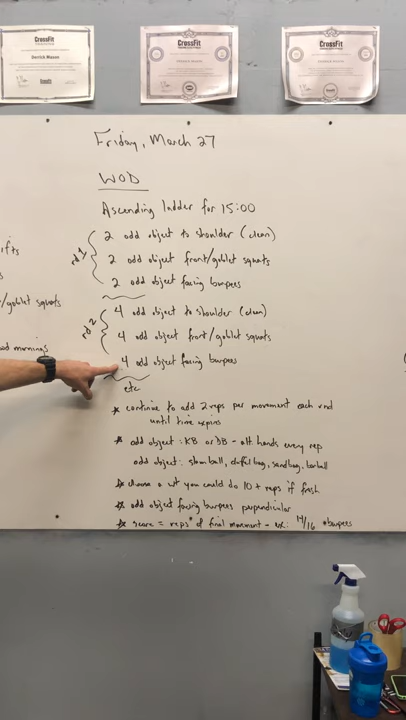 CrossFit
Derrick Mason
CrossFit
CrossFit
Friday, March 27
WOD
Ascending ladder for 15:00
rd 1
2 odd object to shoulder (clean)
2 odd object front/goblet squats
2 odd object facing burpees
rd 2
4 odd object to shoulder (clean)
4 odd object front/goblet squats
4 odd object facing burpees
etc
* continue to add 2 reps per movement each rnd
until time expires
* odd object: KB or DB - alt hands every rep
odd object: slam ball, duffel bag, sandbag, barbell
* choose a wt you could do 10+ reps if fresh
* odd object facing burpees perpendicular
* score = reps of final movement - ex: 14/16 burpees
/goblet squats
mornings